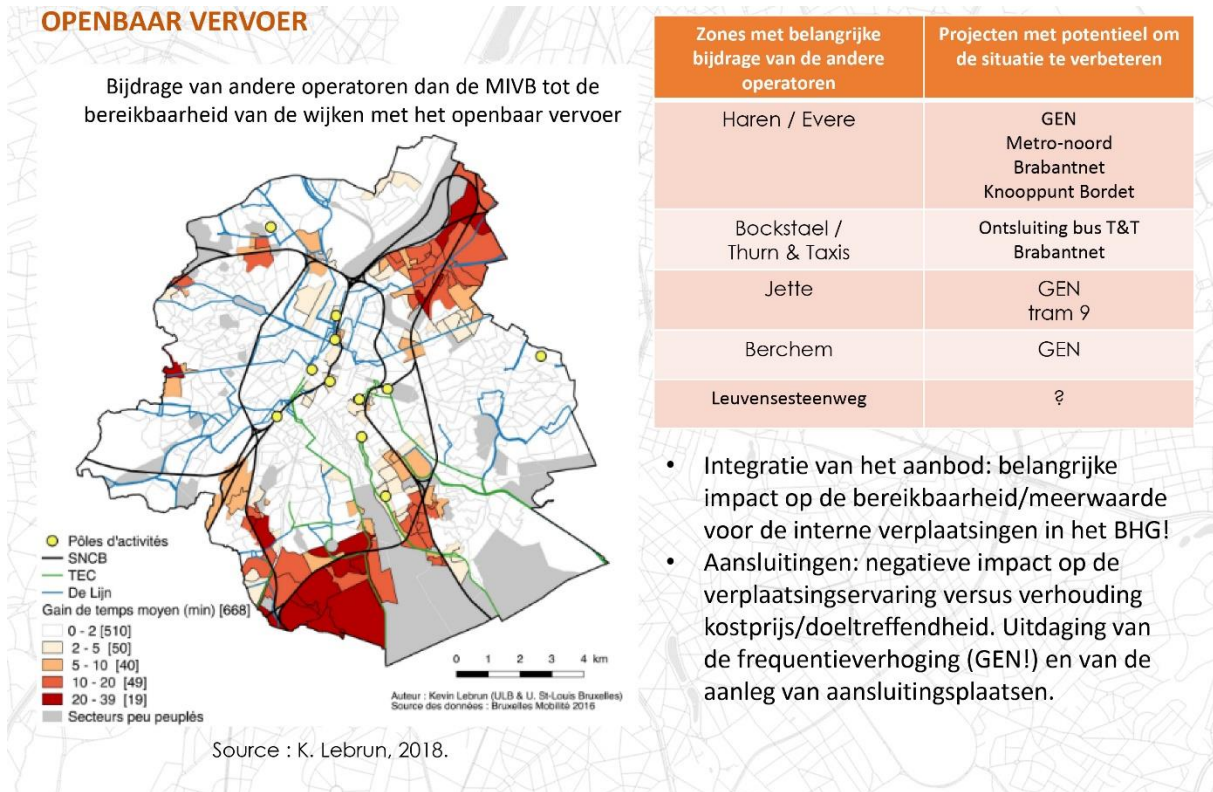 OPENBAAR VERVOER
Bijdrage van andere operatoren dan de MIVB tot de
bereikbaarheid van de wijken met het openbaar vervoer
Pôles d'activités
SNCB
TEC
De Lijn
Gain de temps moyen (min) [668]
0 - 2 [510]
2 - 5 [50]
5 - 10 [40]
10 - 20 [49]
20 - 39 [19]
Secteurs peu peuplés
0 1 2 3 4 km
Auteur : Kevin Lebrun (ULB & U. St-Louis Bruxelles)
Source des données : Bruxelles Mobilité 2016
Source : K. Lebrun, 2018.
Zones met belangrijke
bijdrage van de andere
operatoren
Projecten met potentieel om
de situatie te verbeteren
Haren / Evere
GEN
Metro-noord
Brabantnet
Knooppunt Bordet
Bockstael /
Thurn & Taxis
Ontsluiting bus T&T
Brabantnet
Jette
GEN
tram 9
Berchem
GEN
Leuvensesteenweg
?
• Integratie van het aanbod: belangrijke
impact op de bereikbaarheid/meerwaarde
voor de interne verplaatsingen in het BHG!
• Aansluitingen: negatieve impact op de
verplaatsingservaring versus verhouding
kostprijs/doeltreffendheid. Uitdaging van
de frequentieverhoging (GEN!) en van de
aanleg van aansluitingsplaatsen.